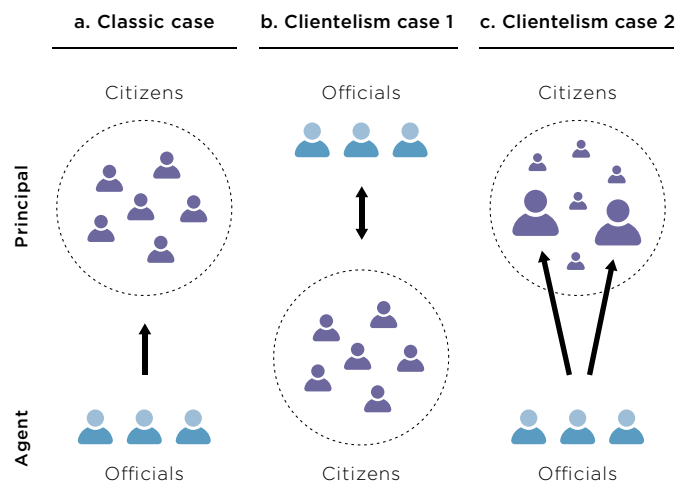 a. Classic case
b. Clientelism case 1
c. Clientelism case 2
Citizens
Officials
Citizens
Principal
Agent
Officials
Citizens
Officials